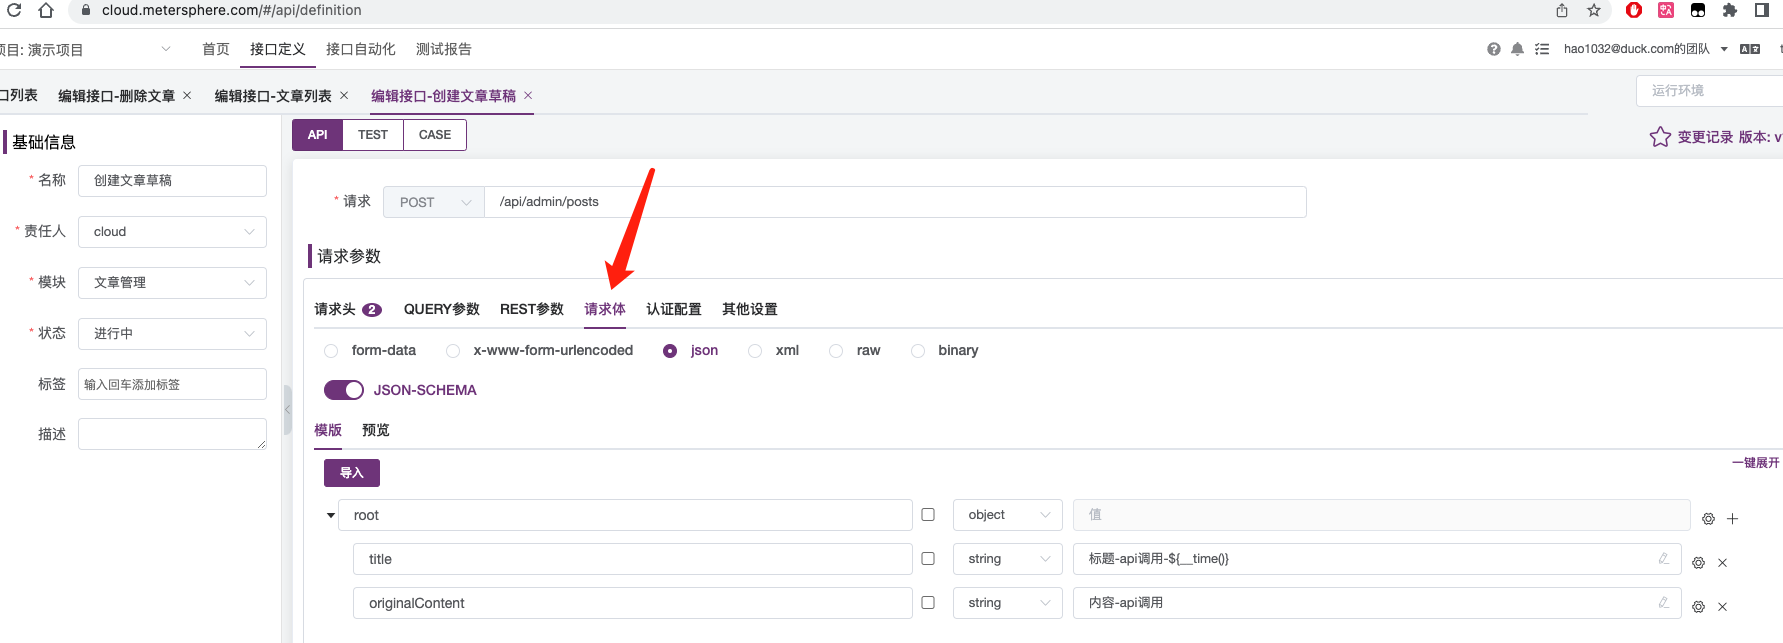 cloud.metersphere.com/#/api/definition
项目: 演示项目 首页 接口定义 接口自动化 测试报告 hao1032@duck.com的团队
口列表 编辑接口-删除文章 × 编辑接口-文章列表 × 编辑接口-创建文章草稿 × 运行环境
基础信息 API TEST CASE 变更记录 版本: v
* 名称 创建文章草稿 * 请求 POST /api/admin/posts
* 责任人 cloud 请求参数
* 模块 文章管理 请求头 2 QUERY参数 REST参数 请求体 认证配置 其他设置
* 状态 进行中 form-data x-www-form-urlencoded json xml raw binary
标签 输入回车添加标签 JSON-SCHEMA
描述 模版 预览
导入 一键展开
root object 值
title string 标题-api调用-${__time()}
originalContent string 内容-api调用